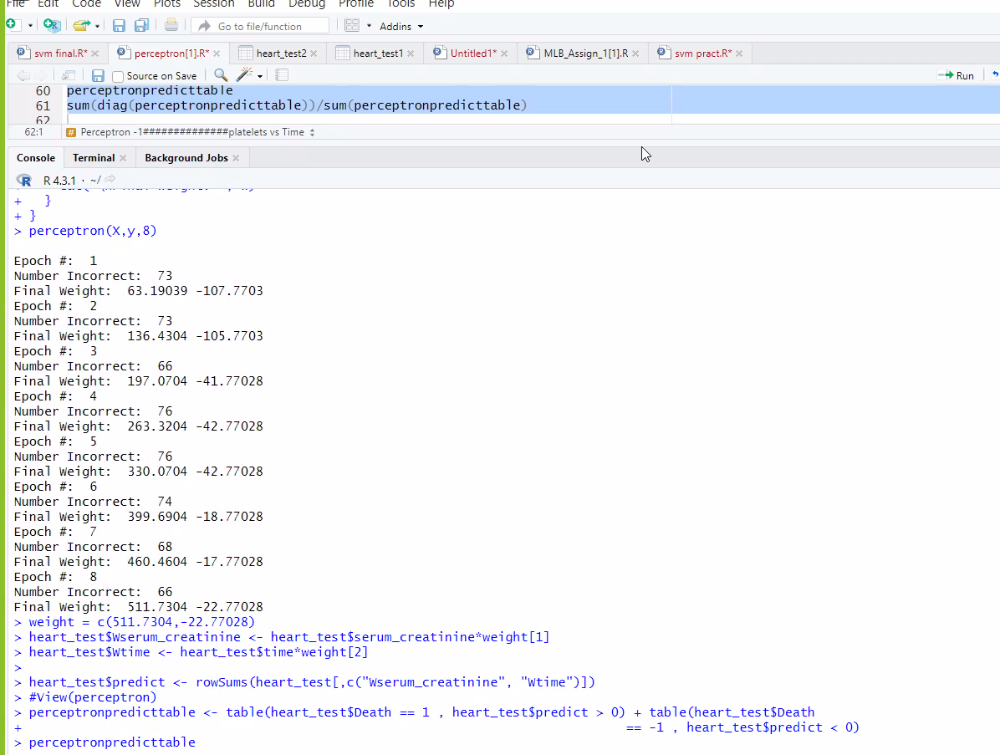 File Edit Code View Plots Session Build Debug Profile Tools Help
Go to file/function Addins
svm final.R* perceptron[1].R* heart_test2 heart_test1 Untitled1* MLB_Assign_1[1].R svm pract.R*
Source on Save Run
60 perceptronpredicttable
61 sum(diag(perceptronpredicttable))/sum(perceptronpredicttable)
62
62:1 # Perceptron -1##############platelets vs Time
Console Terminal Background Jobs
R 4.3.1 · ~/
+ }
+ }
> perceptron(X,y,8)
Epoch #: 1
Number Incorrect: 73
Final Weight: 63.19039 -107.7703
Epoch #: 2
Number Incorrect: 73
Final Weight: 136.4304 -105.7703
Epoch #: 3
Number Incorrect: 66
Final Weight: 197.0704 -41.77028
Epoch #: 4
Number Incorrect: 76
Final Weight: 263.3204 -42.77028
Epoch #: 5
Number Incorrect: 76
Final Weight: 330.0704 -42.77028
Epoch #: 6
Number Incorrect: 74
Final Weight: 399.6904 -18.77028
Epoch #: 7
Number Incorrect: 68
Final Weight: 460.4604 -17.77028
Epoch #: 8
Number Incorrect: 66
Final Weight: 511.7304 -22.77028
> weight = c(511.7304,-22.77028)
> heart_test$Wserum_creatinine <- heart_test$serum_creatinine*weight[1]
> heart_test$Wtime <- heart_test$time*weight[2]
>
> heart_test$predict <- rowSums(heart_test[,c("Wserum_creatinine", "Wtime")])
> #View(perceptron)
> perceptronpredicttable <- table(heart_test$Death == 1 , heart_test$predict > 0) + table(heart_test$Death
+ == -1 , heart_test$predict < 0)
> perceptronpredicttable